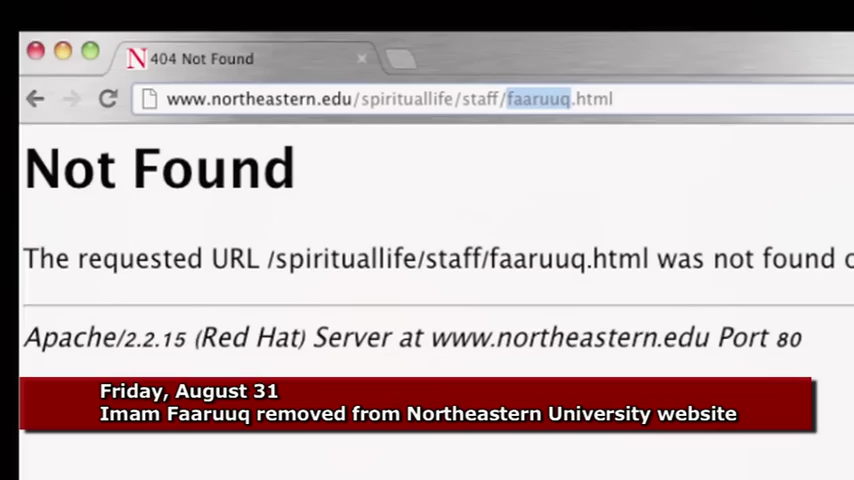 N 404 Not Found
www.northeastern.edu/spirituallife/staff/faaruuq.html
Not Found
The requested URL /spirituallife/staff/faaruuq.html was not found
Apache/2.2.15 (Red Hat) Server at www.northeastern.edu Port 80
Friday, August 31
Imam Faaruuq removed from Northeastern University website